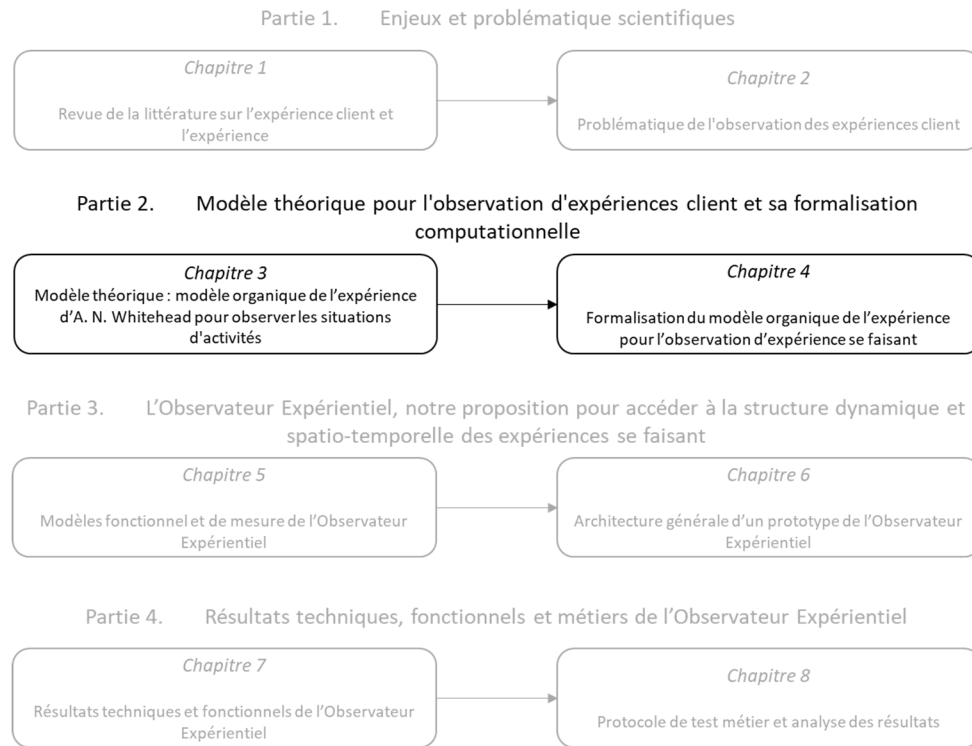 Partie 1. Enjeux et problématique scientifiques
Chapitre 1
Revue de la littérature sur l’expérience client et
l’expérience
Chapitre 2
Problématique de l'observation des expériences client
Partie 2. Modèle théorique pour l'observation d'expériences client et sa formalisation
computationnelle
Chapitre 3
Modèle théorique : modèle organique de l’expérience
d’A. N. Whitehead pour observer les situations
d'activités
Chapitre 4
Formalisation du modèle organique de l’expérience
pour l’observation d’expérience se faisant
Partie 3. L’Observateur Expérientiel, notre proposition pour accéder à la structure dynamique et
spatio-temporelle des expériences se faisant
Chapitre 5
Modèles fonctionnel et de mesure de l’Observateur
Expérientiel
Chapitre 6
Architecture générale d’un prototype de l’Observateur
Expérientiel
Partie 4. Résultats techniques, fonctionnels et métiers de l’Observateur Expérientiel
Chapitre 7
Résultats techniques et fonctionnels de l’Observateur
Expérientiel
Chapitre 8
Protocole de test métier et analyse des résultats